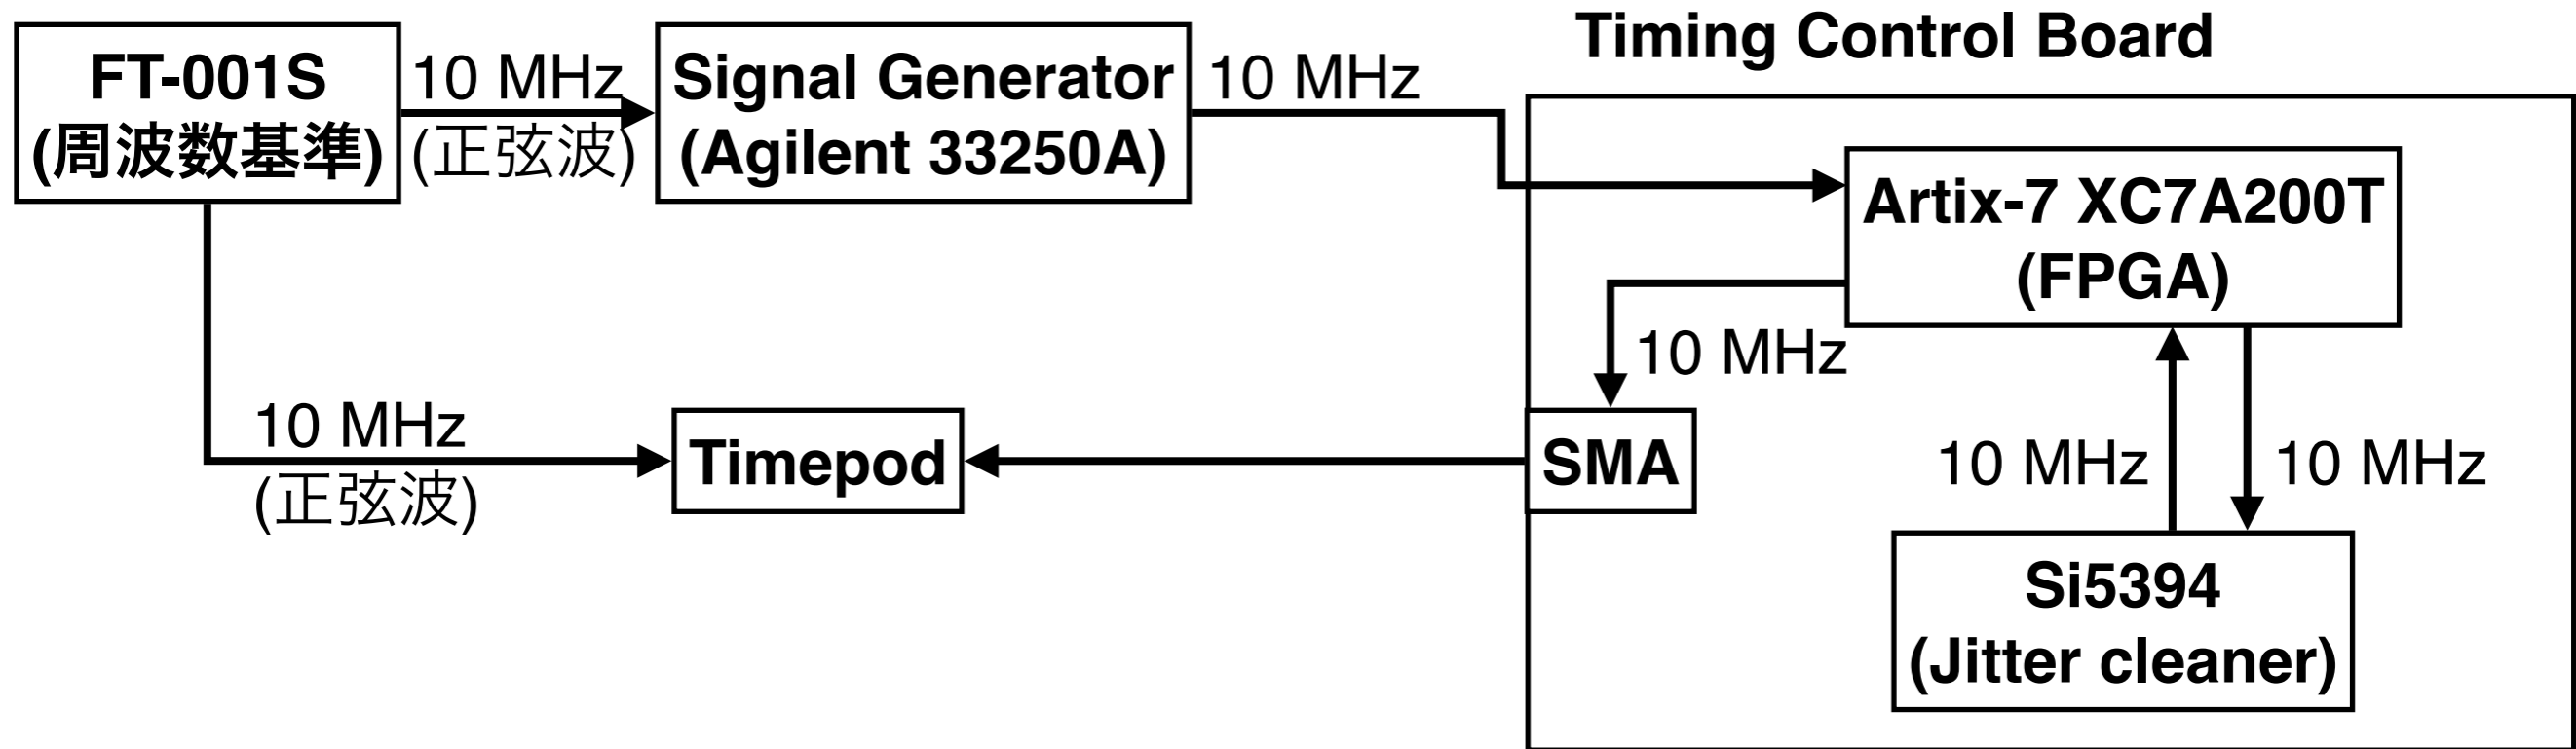 Timing Control Board
FT-001S
(周波数基準)
10 MHz
(正弦波)
Signal Generator
(Agilent 33250A)
10 MHz
Artix-7 XC7A200T
(FPGA)
10 MHz
10 MHz
(正弦波)
Timepod
SMA
10 MHz
10 MHz
Si5394
(Jitter cleaner)